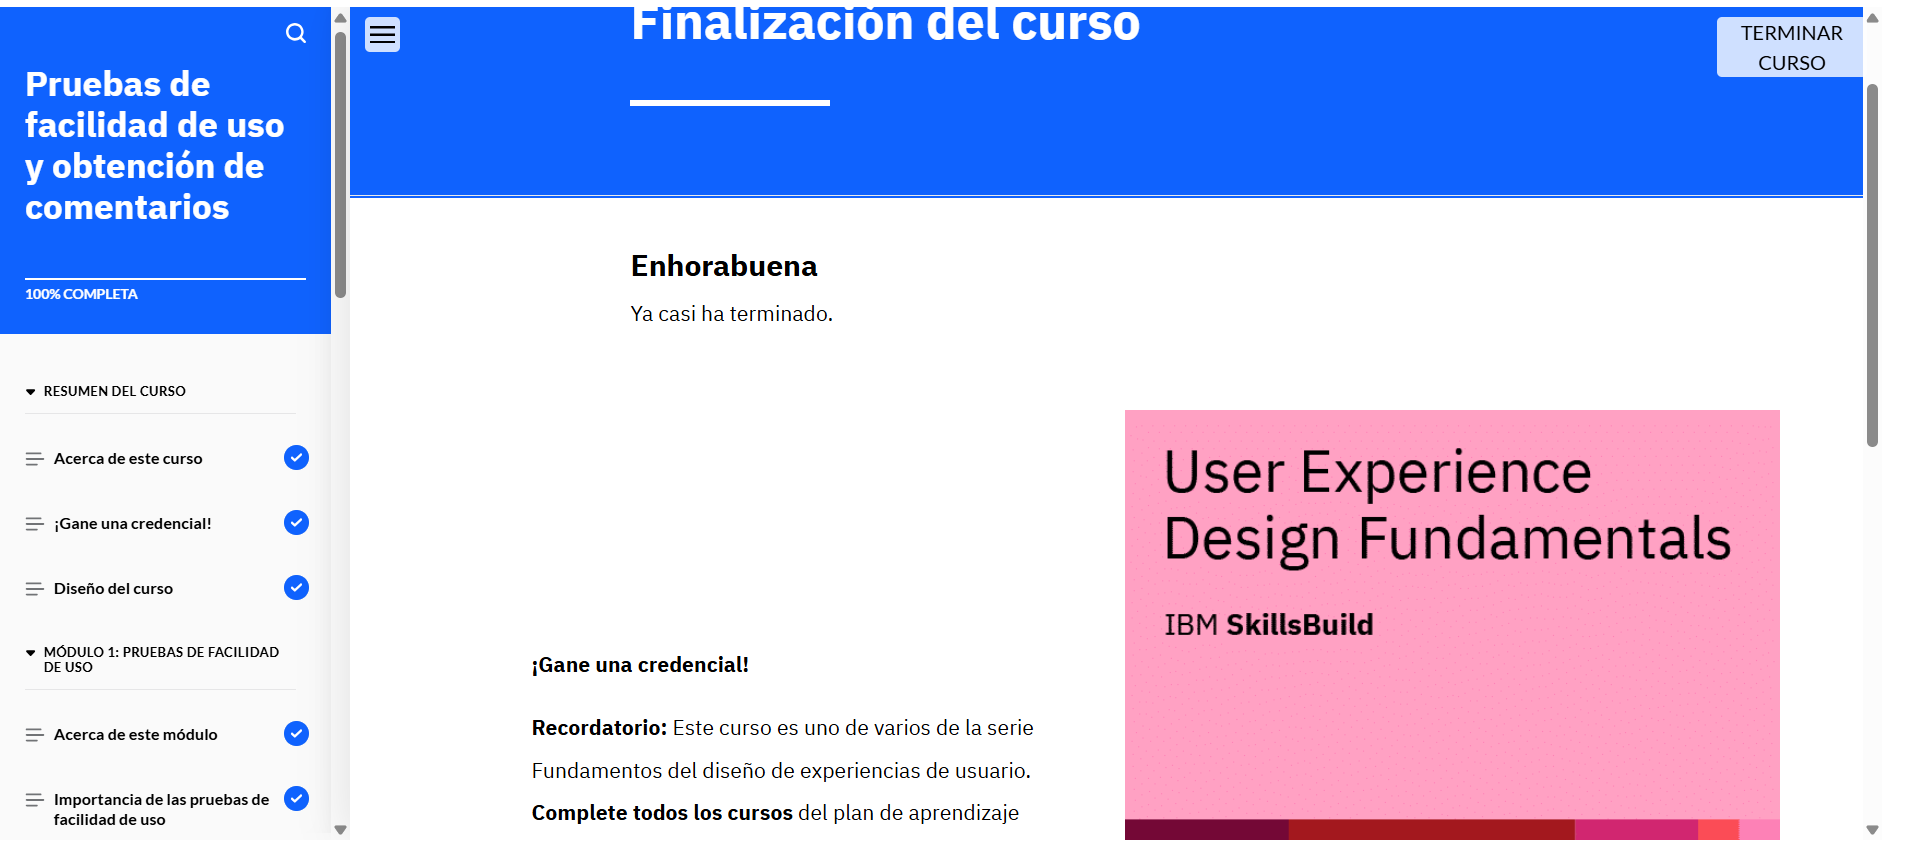 Pruebas de
facilidad de uso
y obtención de
comentarios
100% COMPLETA
RESUMEN DEL CURSO
Acerca de este curso
¡Gane una credencial!
Diseño del curso
MÓDULO 1: PRUEBAS DE FACILIDAD
DE USO
Acerca de este módulo
Importancia de las pruebas de
facilidad de uso
Finalización del curso
TERMINAR
CURSO
Enhorabuena
Ya casi ha terminado.
¡Gane una credencial!
Recordatorio: Este curso es uno de varios de la serie
Fundamentos del diseño de experiencias de usuario.
Complete todos los cursos del plan de aprendizaje
User Experience
Design Fundamentals
IBM SkillsBuild